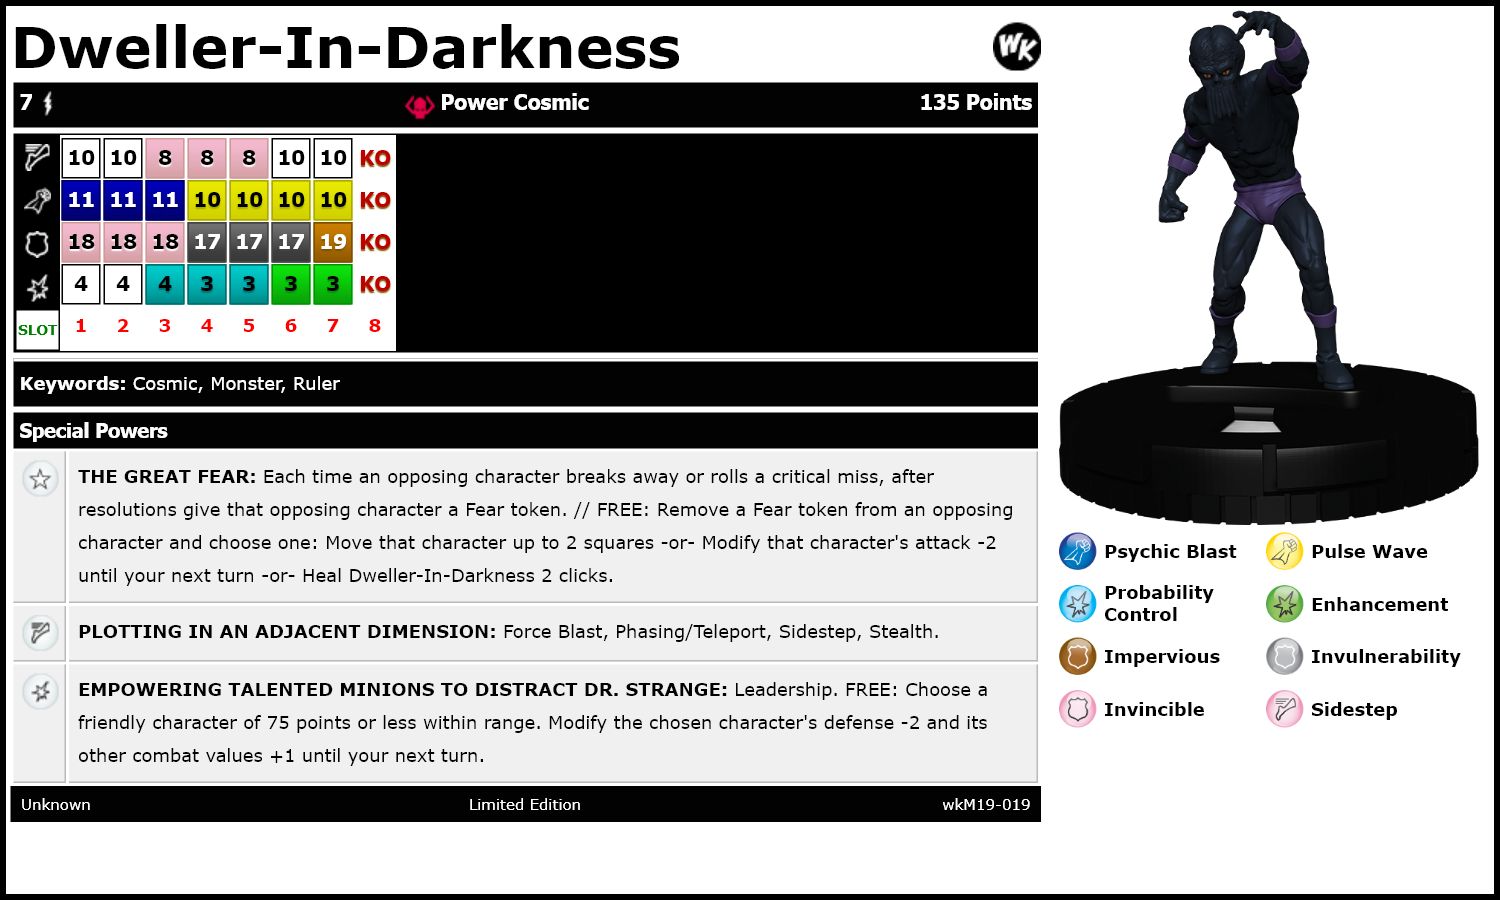 Dweller-In-Darkness
WK
7
Power Cosmic
135 Points
10 10 8 8 8 10 10 KO
11 11 11 10 10 10 10 KO
18 18 18 17 17 17 19 KO
4 4 4 3 3 3 3 KO
SLOT 1 2 3 4 5 6 7 8
Keywords: Cosmic, Monster, Ruler
Special Powers
THE GREAT FEAR: Each time an opposing character breaks away or rolls a critical miss, after
resolutions give that opposing character a Fear token. // FREE: Remove a Fear token from an opposing
character and choose one: Move that character up to 2 squares -or- Modify that character's attack -2
until your next turn -or- Heal Dweller-In-Darkness 2 clicks.
PLOTTING IN AN ADJACENT DIMENSION: Force Blast, Phasing/Teleport, Sidestep, Stealth.
EMPOWERING TALENTED MINIONS TO DISTRACT DR. STRANGE: Leadership. FREE: Choose a
friendly character of 75 points or less within range. Modify the chosen character's defense -2 and its
other combat values +1 until your next turn.
Unknown
Limited Edition
wkM19-019
Psychic Blast
Pulse Wave
Probability
Control
Enhancement
Impervious
Invulnerability
Invincible
Sidestep